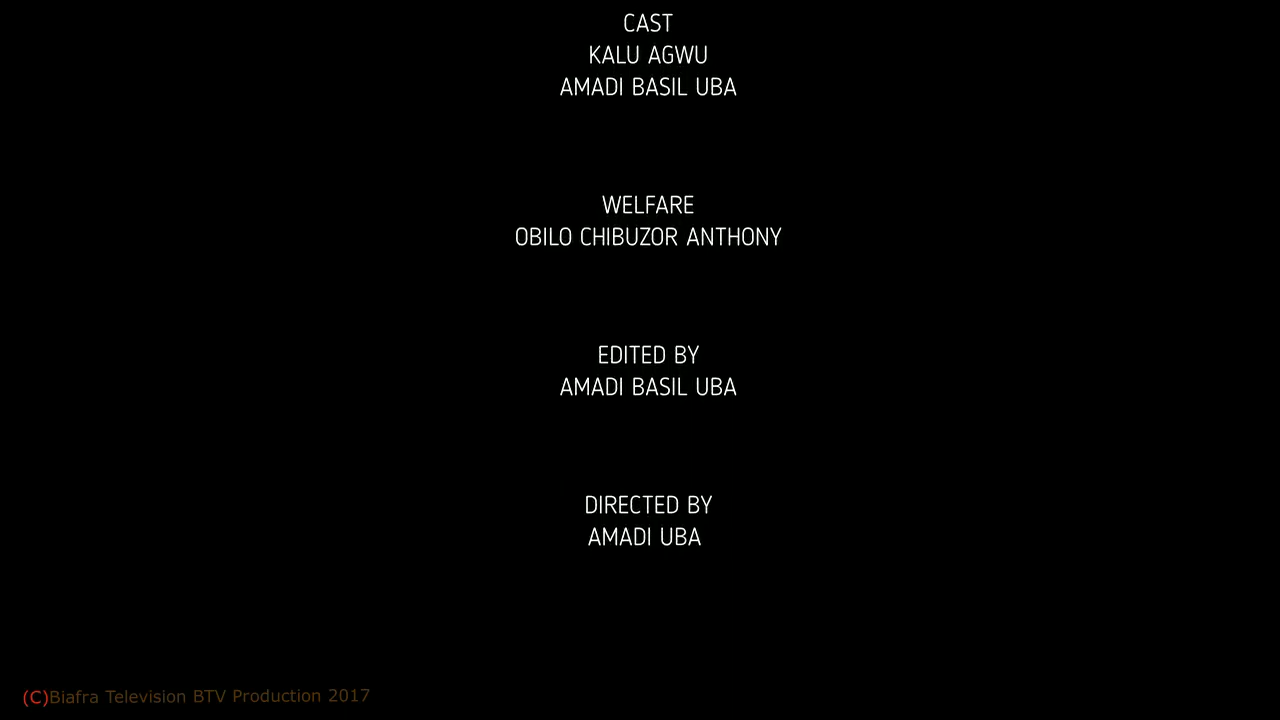 CAST
KALU AGWU
AMADI BASIL UBA
WELFARE
OBILO CHIBUZOR ANTHONY
EDITED BY
AMADI BASIL UBA
DIRECTED BY
AMADI UBA
(C)Biafra Television BTV Production 2017